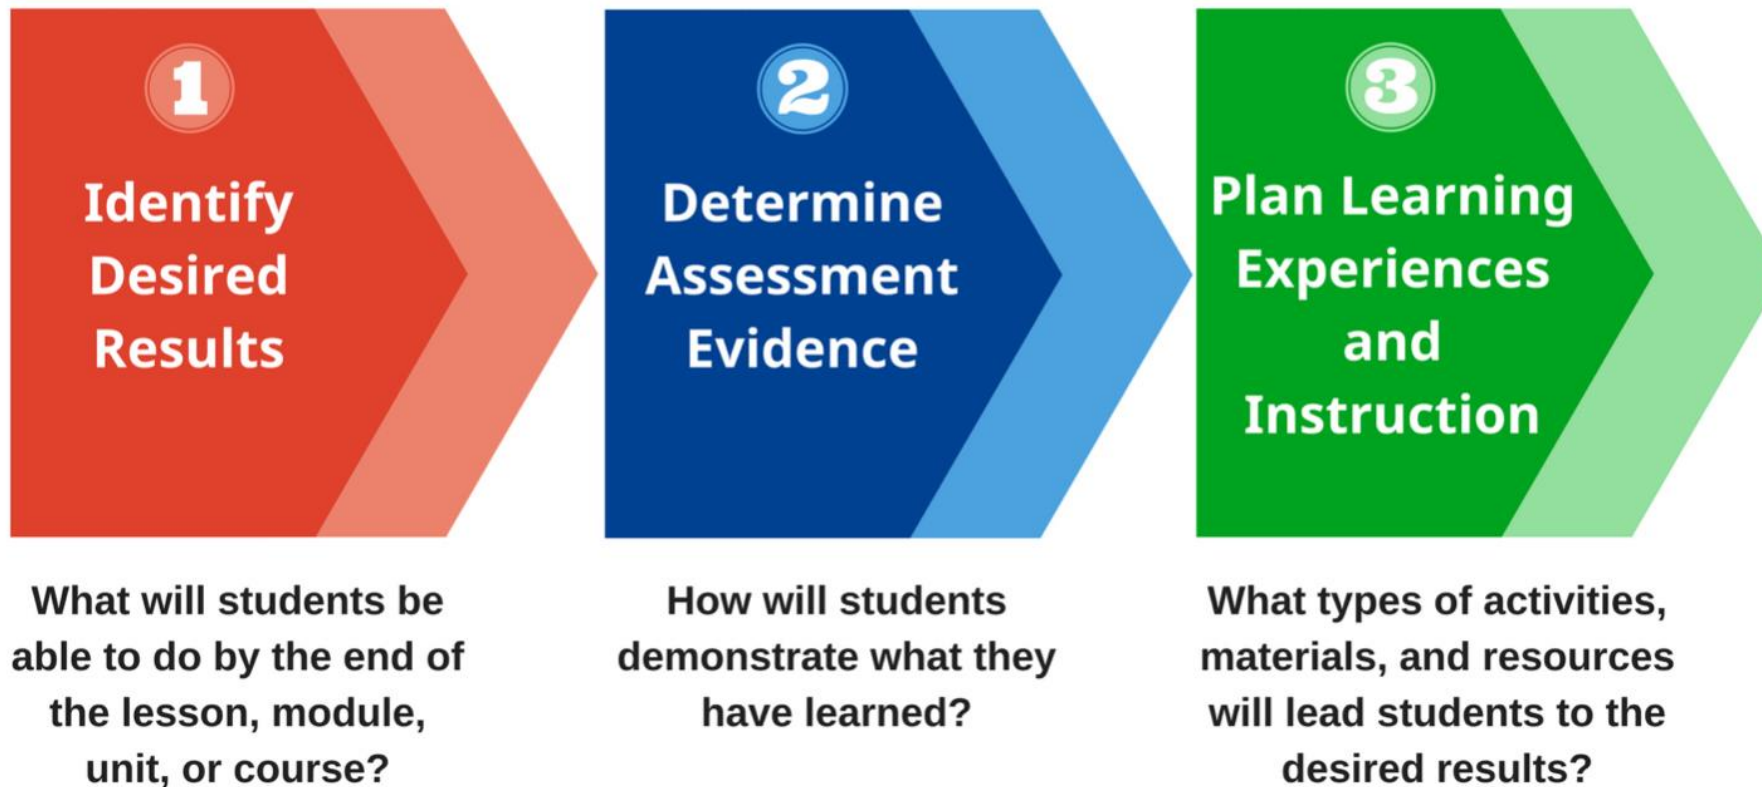 1
Identify
Desired
Results
What will students be
able to do by the end of
the lesson, module,
unit, or course?
2
Determine
Assessment
Evidence
How will students
demonstrate what they
have learned?
3
Plan Learning
Experiences
and
Instruction
What types of activities,
materials, and resources
will lead students to the
desired results?